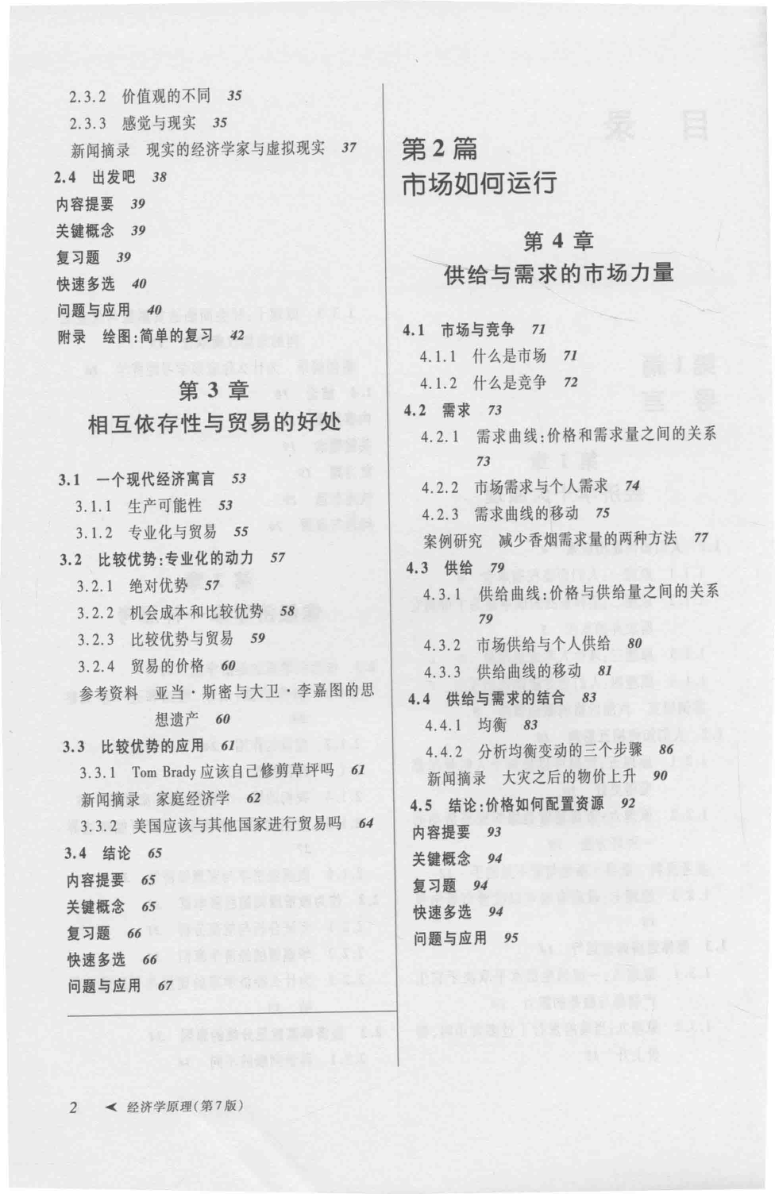 2.3.2 价值观的不同 35
2.3.3 感觉与现实 35
新闻摘录 现实的经济学家与虚拟现实 37
2.4 出发吧 38
内容提要 39
关键概念 39
复习题 39
快速多选 40
问题与应用 40
附录 绘图:简单的复习 42
第 3 章
相互依存性与贸易的好处
3.1 一个现代经济寓言 53
3.1.1 生产可能性 53
3.1.2 专业化与贸易 55
3.2 比较优势:专业化的动力 57
3.2.1 绝对优势 57
3.2.2 机会成本和比较优势 58
3.2.3 比较优势与贸易 59
3.2.4 贸易的价格 60
参考资料 亚当·斯密与大卫·李嘉图的思
想遗产 60
3.3 比较优势的应用 61
3.3.1 Tom Brady 应该自己修剪草坪吗 61
新闻摘录 家庭经济学 62
3.3.2 美国应该与其他国家进行贸易吗 64
3.4 结论 65
内容提要 65
关键概念 65
复习题 66
快速多选 66
问题与应用 67
第 2 篇
市场如何运行
第 4 章
供给与需求的市场力量
4.1 市场与竞争 71
4.1.1 什么是市场 71
4.1.2 什么是竞争 72
4.2 需求 73
4.2.1 需求曲线:价格和需求量之间的关系
73
4.2.2 市场需求与个人需求 74
4.2.3 需求曲线的移动 75
案例研究 减少香烟需求量的两种方法 77
4.3 供给 79
4.3.1 供给曲线:价格与供给量之间的关系
79
4.3.2 市场供给与个人供给 80
4.3.3 供给曲线的移动 81
4.4 供给与需求的结合 83
4.4.1 均衡 83
4.4.2 分析均衡变动的三个步骤 86
新闻摘录 大灾之后的物价上升 90
4.5 结论:价格如何配置资源 92
内容提要 93
关键概念 94
复习题 94
快速多选 94
问题与应用 95
2 ＜ 经济学原理(第7版)